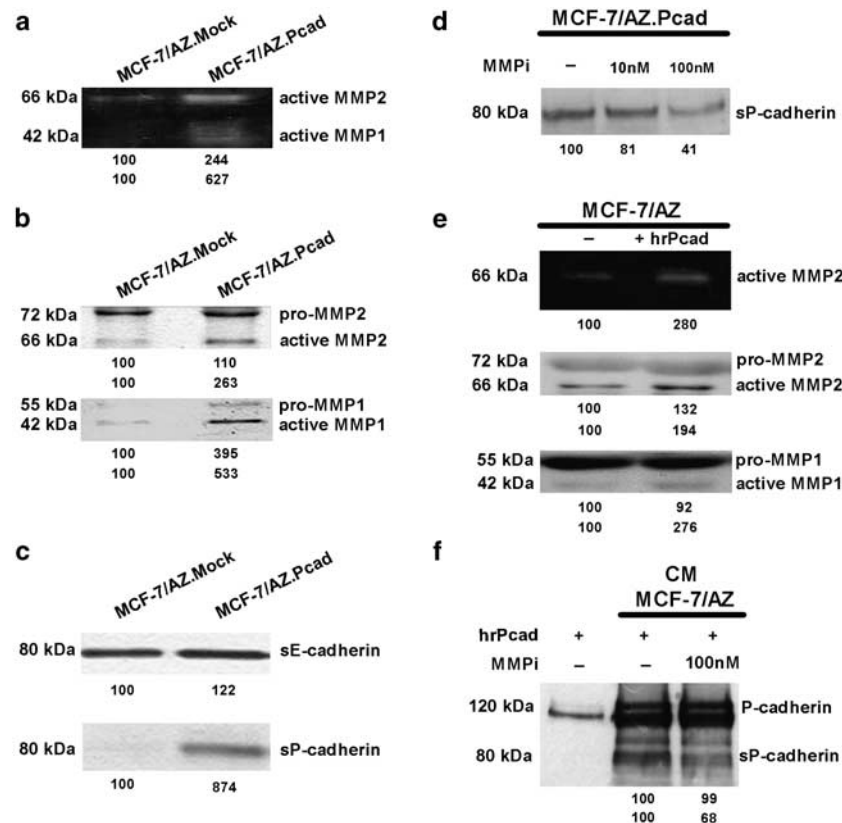 a
MCF-7/AZ.Mock MCF-7/AZ.Pcad
66 kDa active MMP2
42 kDa active MMP1
100 244
100 627
b
MCF-7/AZ.Mock MCF-7/AZ.Pcad
72 kDa pro-MMP2
66 kDa active MMP2
100 110
100 263
55 kDa pro-MMP1
42 kDa active MMP1
100 395
100 533
c
MCF-7/AZ.Mock MCF-7/AZ.Pcad
80 kDa sE-cadherin
100 122
80 kDa sP-cadherin
100 874
d
MCF-7/AZ.Pcad
MMPi – 10nM 100nM
80 kDa sP-cadherin
100 81 41
e
MCF-7/AZ
– + hrPcad
66 kDa active MMP2
100 280
72 kDa pro-MMP2
66 kDa active MMP2
100 132
100 194
55 kDa pro-MMP1
42 kDa active MMP1
100 92
100 276
f
CM
MCF-7/AZ
hrPcad + + +
MMPi – – 100nM
120 kDa P-cadherin
80 kDa sP-cadherin
100 99
100 68